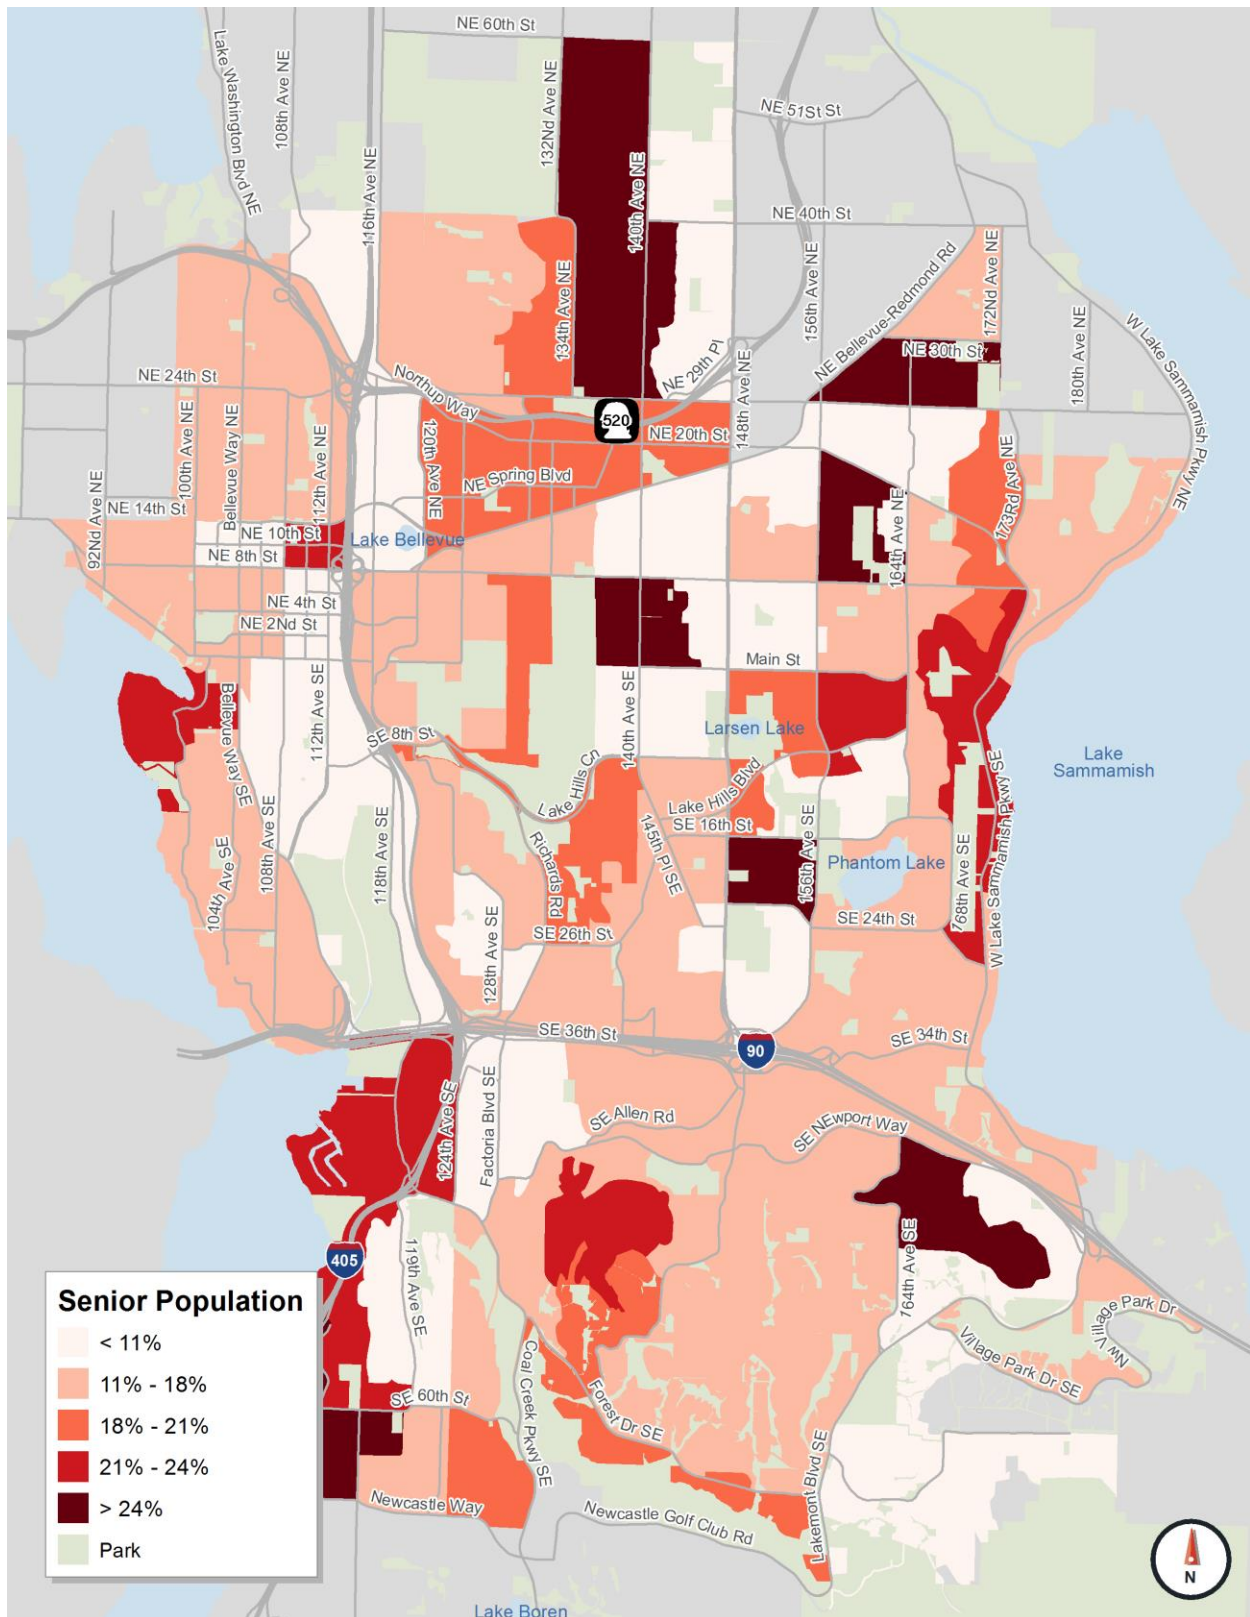 NE 60th St
Lake Washington Blvd NE
108th Ave NE
116th Ave NE
132Nd Ave NE
140th Ave NE
NE 51St St
NE 40th St
156th Ave NE
172Nd Ave NE
NE Bellevue-Redmond Rd
134th Ave NE
NE 30th St
180th Ave NE
W Lake Sammamish Pkwy NE
NE 24th St
Northup Way
NE 29th Pl
148th Ave NE
520
NE 20th St
100th Ave NE
Bellevue Way NE
112th Ave NE
120th Ave NE
NE Spring Blvd
173Rd Ave NE
92Nd Ave NE
NE 14th St
164th Ave NE
NE 10th St
Lake Bellevue
NE 8th St
NE 4th St
NE 2Nd St
Main St
Bellevue Way SE
112th Ave SE
140th Ave SE
SE 8th St
Larsen Lake
Lake
Sammamish
Lake Hills Cn
Lake Hills Blvd
W Lake Sammamish Pkwy SE
SE 16th St
104th Ave SE
108th Ave SE
118th Ave SE
Richards Rd
145th Pl SE
156th Ave SE
Phantom Lake
168th Ave SE
SE 24th St
SE 26th St
128th Ave SE
SE 36th St
90
SE 34th St
124th Ave SE
Factoria Blvd SE
SE Allen Rd
SE NEwport Way
164th Ave SE
405
119th Ave SE
NW Village Park Dr
Village Park Dr SE
Coal Creek Pkwy SE
SE 60th St
Forest Dr SE
Lakemont Blvd SE
Newcastle Way
Newcastle Golf Club Rd
Lake Boren
Senior Population
< 11%
11% - 18%
18% - 21%
21% - 24%
> 24%
Park
N